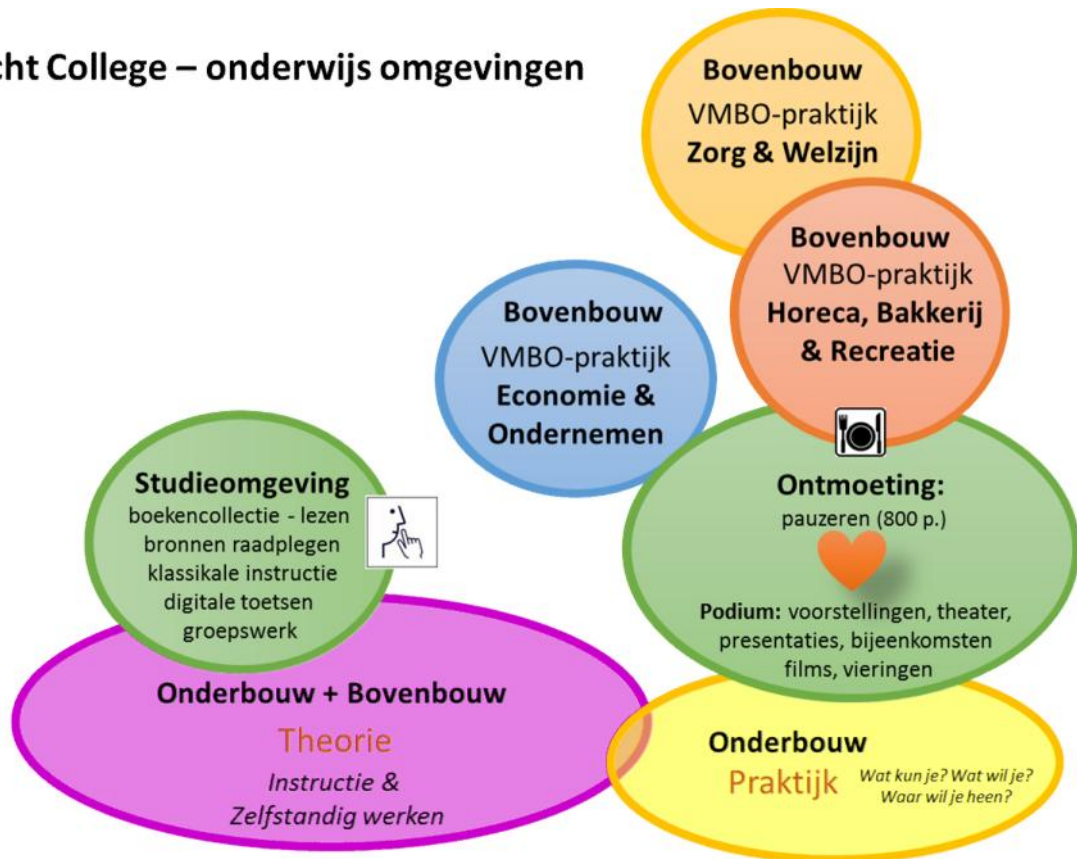 cht College – onderwijs omgevingen
Bovenbouw
VMBO-praktijk
Zorg & Welzijn
Bovenbouw
VMBO-praktijk
Horeca, Bakkerij
& Recreatie
Bovenbouw
VMBO-praktijk
Economie &
Ondernemen
Studieomgeving
boekencollectie - lezen
bronnen raadplegen
klassikale instructie
digitale toetsen
groepswerk
Ontmoeting:
pauzeren (800 p.)
Podium: voorstellingen, theater,
presentaties, bijeenkomsten
films, vieringen
Onderbouw + Bovenbouw
Theorie
Instructie &
Zelfstandig werken
Onderbouw
Praktijk
Wat kun je? Wat wil je?
Waar wil je heen?